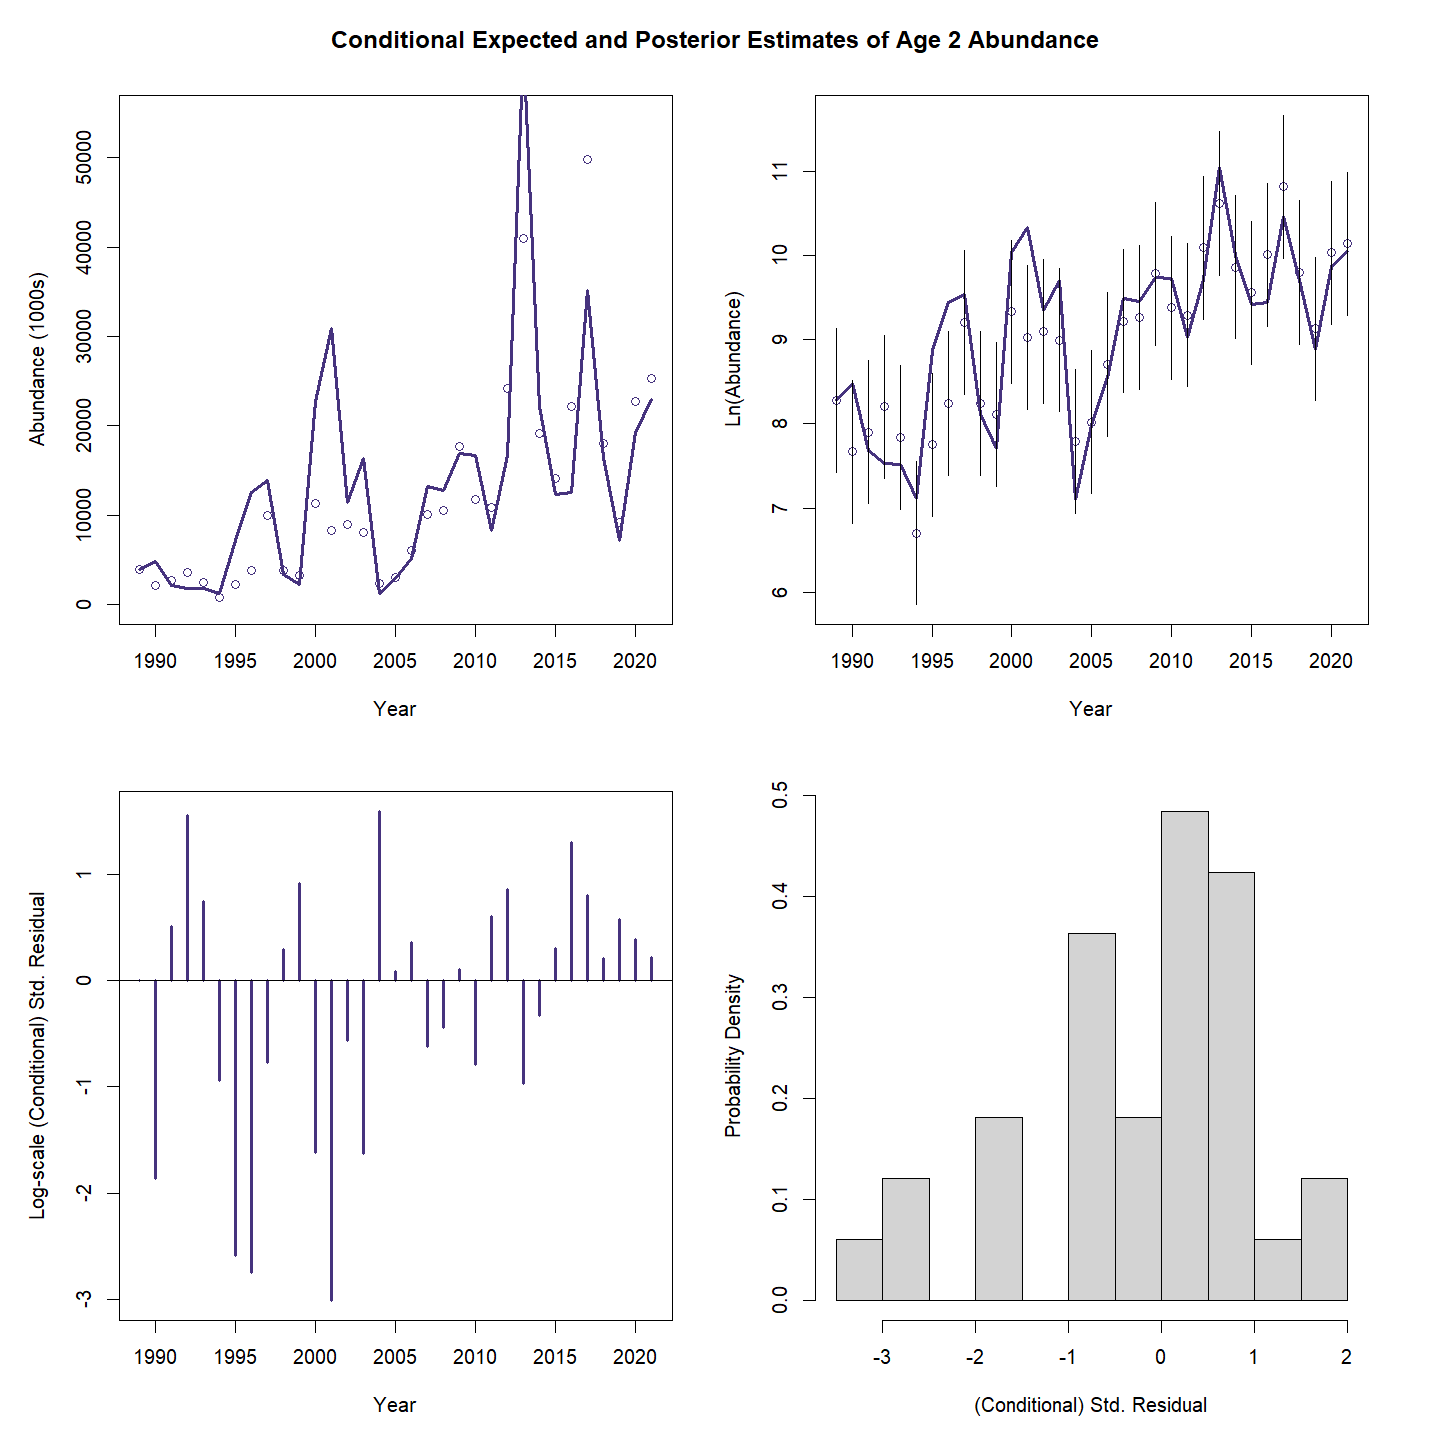 Conditional Expected and Posterior Estimates of Age 2 Abundance
Abundance (1000s)
50000
40000
30000
20000
10000
0
1990 1995 2000 2005 2010 2015 2020
Year
Ln(Abundance)
11
10
9
8
7
6
1990 1995 2000 2005 2010 2015 2020
Year
Log-scale (Conditional) Std. Residual
1
0
-1
-2
-3
1990 1995 2000 2005 2010 2015 2020
Year
Probability Density
0.5
0.4
0.3
0.2
0.1
0.0
-3 -2 -1 0 1 2
(Conditional) Std. Residual